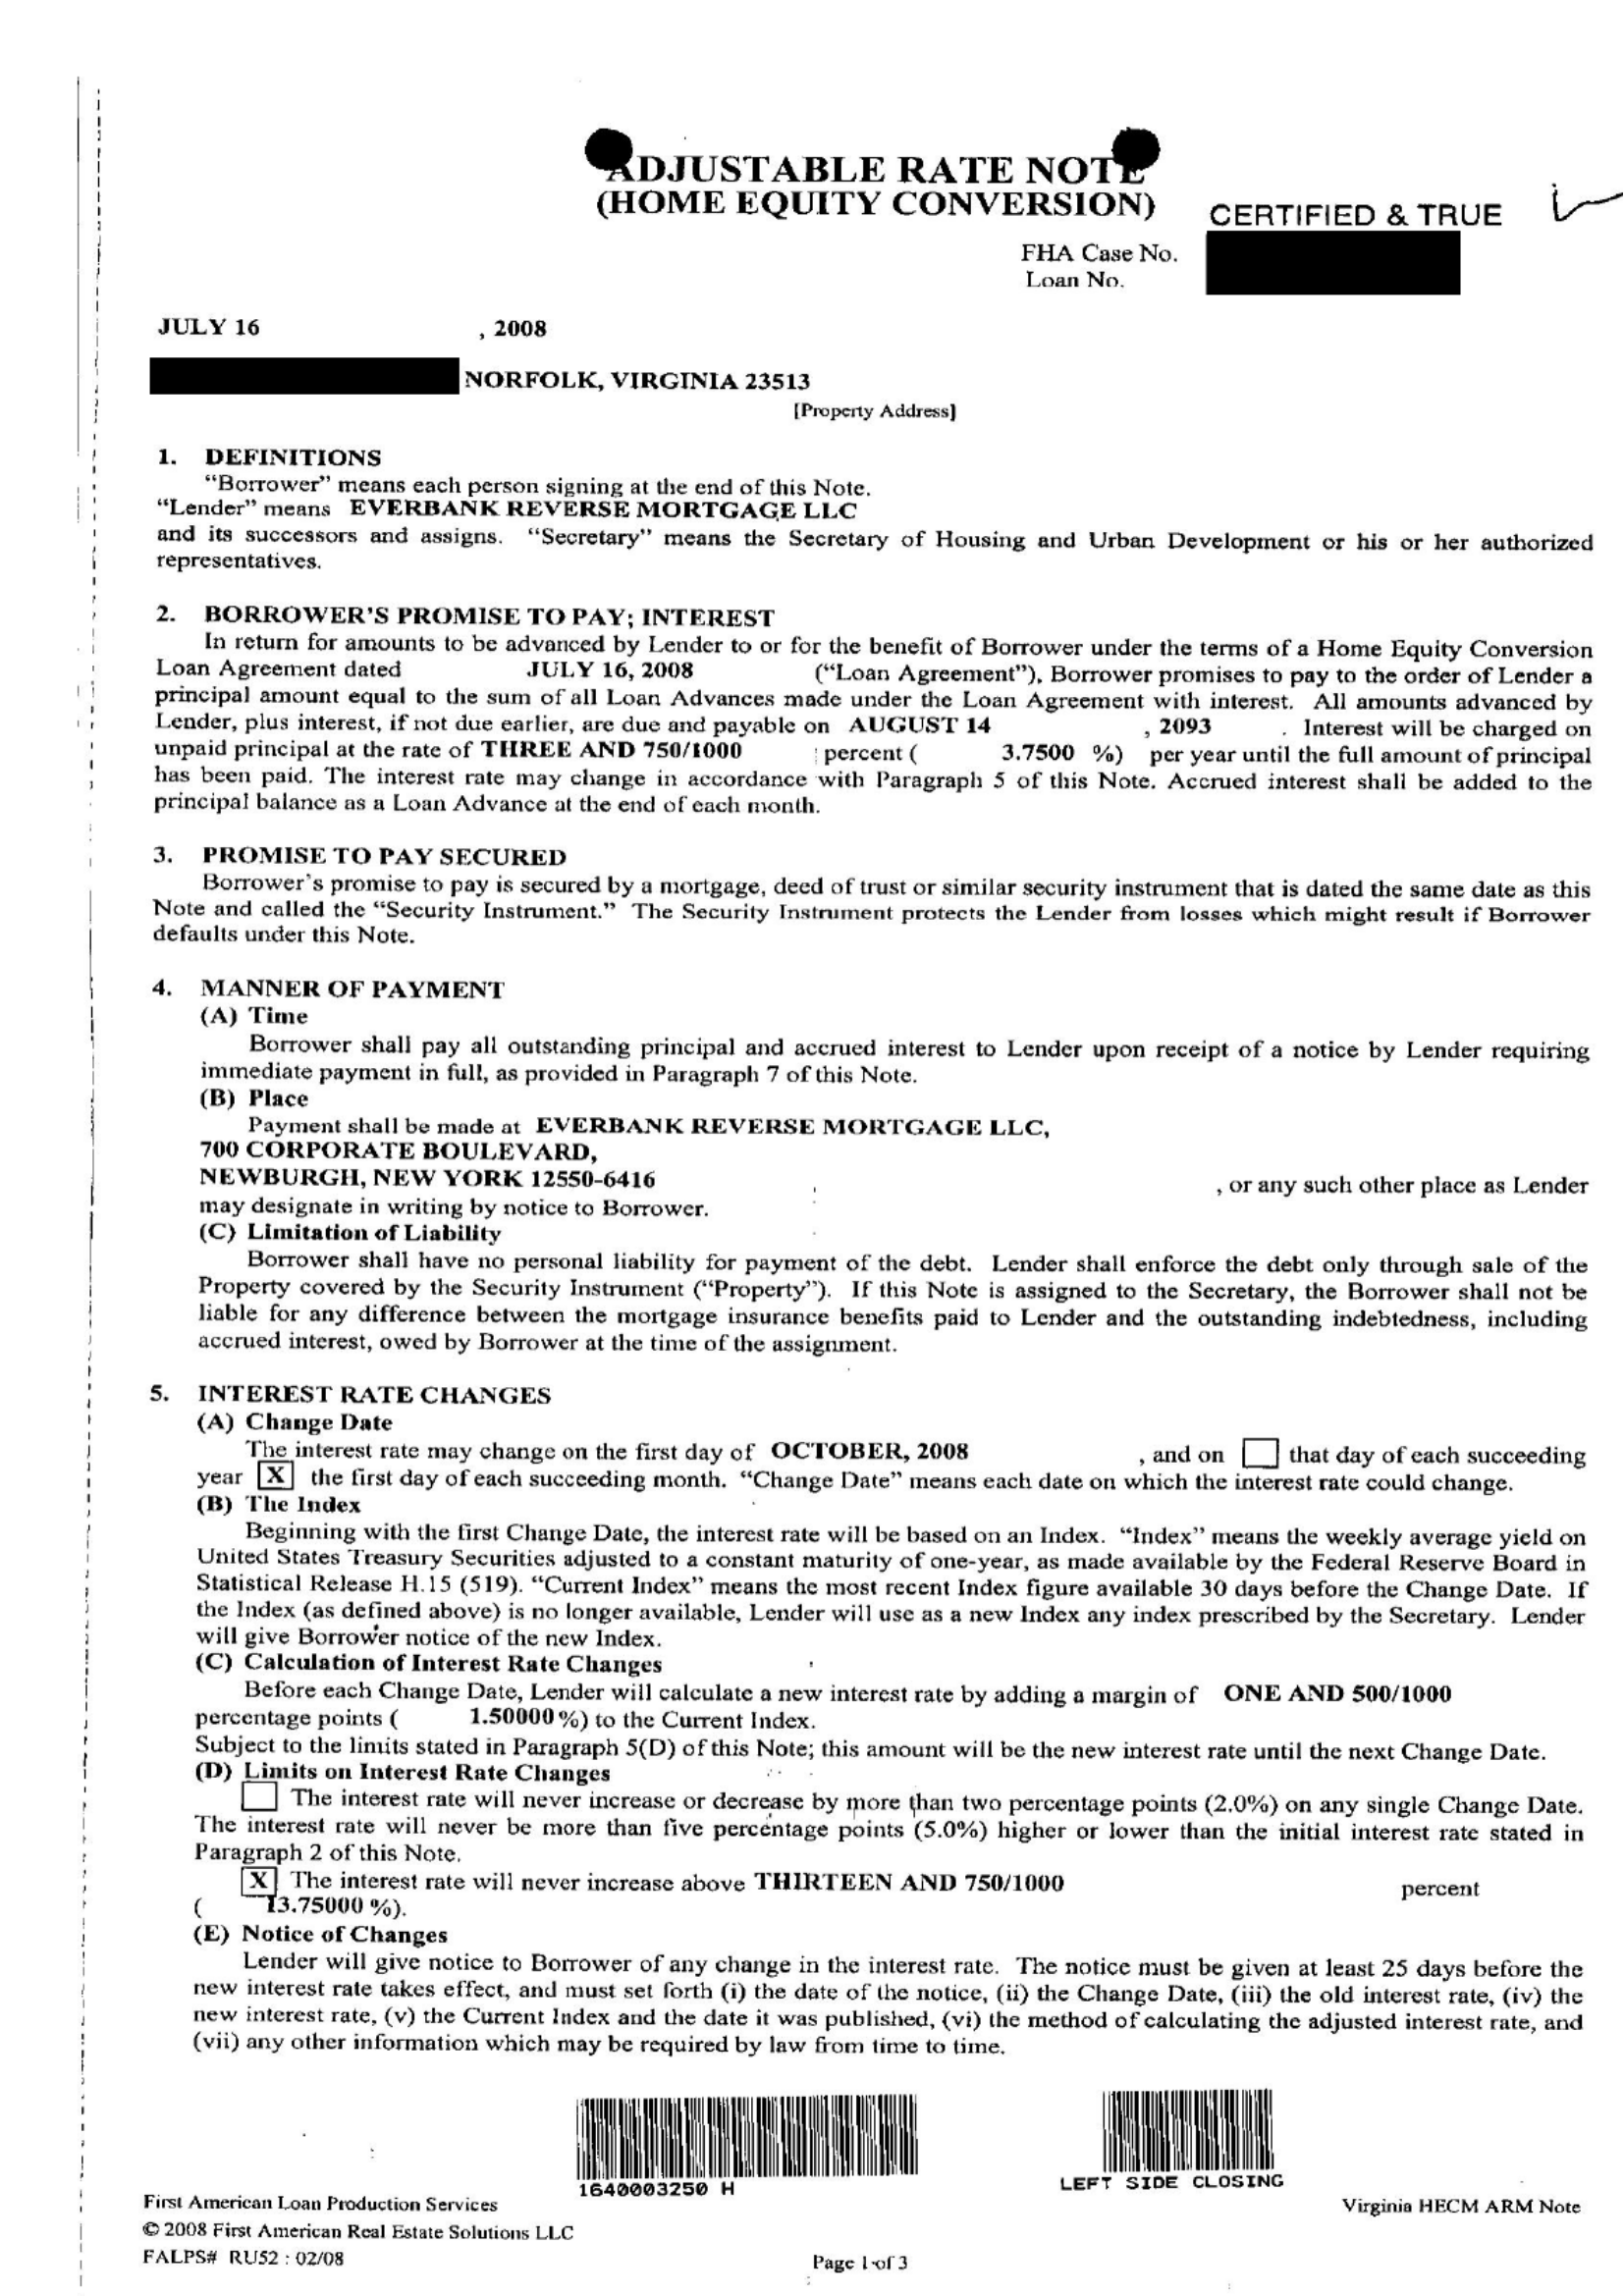 ADJUSTABLE RATE NOTE
(HOME EQUITY CONVERSION)
CERTIFIED & TRUE
FHA Case No.
Loan No.
JULY 16 , 2008
NORFOLK, VIRGINIA 23513
[Property Address]
1. DEFINITIONS
“Borrower” means each person signing at the end of this Note.
“Lender” means EVERBANK REVERSE MORTGAGE LLC
and its successors and assigns. “Secretary” means the Secretary of Housing and Urban Development or his or her authorized
representatives.
2. BORROWER'S PROMISE TO PAY; INTEREST
In return for amounts to be advanced by Lender to or for the benefit of Borrower under the terms of a Home Equity Conversion
Loan Agreement dated JULY 16, 2008 (“Loan Agreement”), Borrower promises to pay to the order of Lender a
principal amount equal to the sum of all Loan Advances made under the Loan Agreement with interest. All amounts advanced by
Lender, plus interest, if not due earlier, are due and payable on AUGUST 14 , 2093 . Interest will be charged on
unpaid principal at the rate of THREE AND 750/1000 percent ( 3.7500 %) per year until the full amount of principal
has been paid. The interest rate may change in accordance with Paragraph 5 of this Note. Accrued interest shall be added to the
principal balance as a Loan Advance at the end of each month.
3. PROMISE TO PAY SECURED
Borrower's promise to pay is secured by a mortgage, deed of trust or similar security instrument that is dated the same date as this
Note and called the “Security Instrument.” The Security Instrument protects the Lender from losses which might result if Borrower
defaults under this Note.
4. MANNER OF PAYMENT
(A) Time
Borrower shall pay all outstanding principal and accrued interest to Lender upon receipt of a notice by Lender requiring
immediate payment in full, as provided in Paragraph 7 of this Note.
(B) Place
Payment shall be made at EVERBANK REVERSE MORTGAGE LLC,
700 CORPORATE BOULEVARD,
NEWBURGH, NEW YORK 12550-6416 , or any such other place as Lender
may designate in writing by notice to Borrower.
(C) Limitation of Liability
Borrower shall have no personal liability for payment of the debt. Lender shall enforce the debt only through sale of the
Property covered by the Security Instrument (“Property”). If this Note is assigned to the Secretary, the Borrower shall not be
liable for any difference between the mortgage insurance benefits paid to Lender and the outstanding indebtedness, including
accrued interest, owed by Borrower at the time of the assignment.
5. INTEREST RATE CHANGES
(A) Change Date
The interest rate may change on the first day of OCTOBER, 2008 , and on that day of each succeeding
year X the first day of each succeeding month. “Change Date” means each date on which the interest rate could change.
(B) The Index
Beginning with the first Change Date, the interest rate will be based on an Index. “Index” means the weekly average yield on
United States Treasury Securities adjusted to a constant maturity of one-year, as made available by the Federal Reserve Board in
Statistical Release H.15 (519). “Current Index” means the most recent Index figure available 30 days before the Change Date. If
the Index (as defined above) is no longer available, Lender will use as a new Index any index prescribed by the Secretary. Lender
will give Borrower notice of the new Index.
(C) Calculation of Interest Rate Changes
Before each Change Date, Lender will calculate a new interest rate by adding a margin of ONE AND 500/1000
percentage points ( 1.50000 %) to the Current Index.
Subject to the limits stated in Paragraph 5(D) of this Note; this amount will be the new interest rate until the next Change Date.
(D) Limits on Interest Rate Changes
The interest rate will never increase or decrease by more than two percentage points (2.0%) on any single Change Date.
The interest rate will never be more than five percentage points (5.0%) higher or lower than the initial interest rate stated in
Paragraph 2 of this Note.
X The interest rate will never increase above THIRTEEN AND 750/1000 percent
( 13.75000 %).
(E) Notice of Changes
Lender will give notice to Borrower of any change in the interest rate. The notice must be given at least 25 days before the
new interest rate takes effect, and must set forth (i) the date of the notice, (ii) the Change Date, (iii) the old interest rate, (iv) the
new interest rate, (v) the Current Index and the date it was published, (vi) the method of calculating the adjusted interest rate, and
(vii) any other information which may be required by law from time to time.
1640003250 H
LEFT SIDE CLOSING
First American Loan Production Services
© 2008 First American Real Estate Solutions LLC
FALPS# RU52 : 02/08
Virginia HECM ARM Note
Page 1 of 3